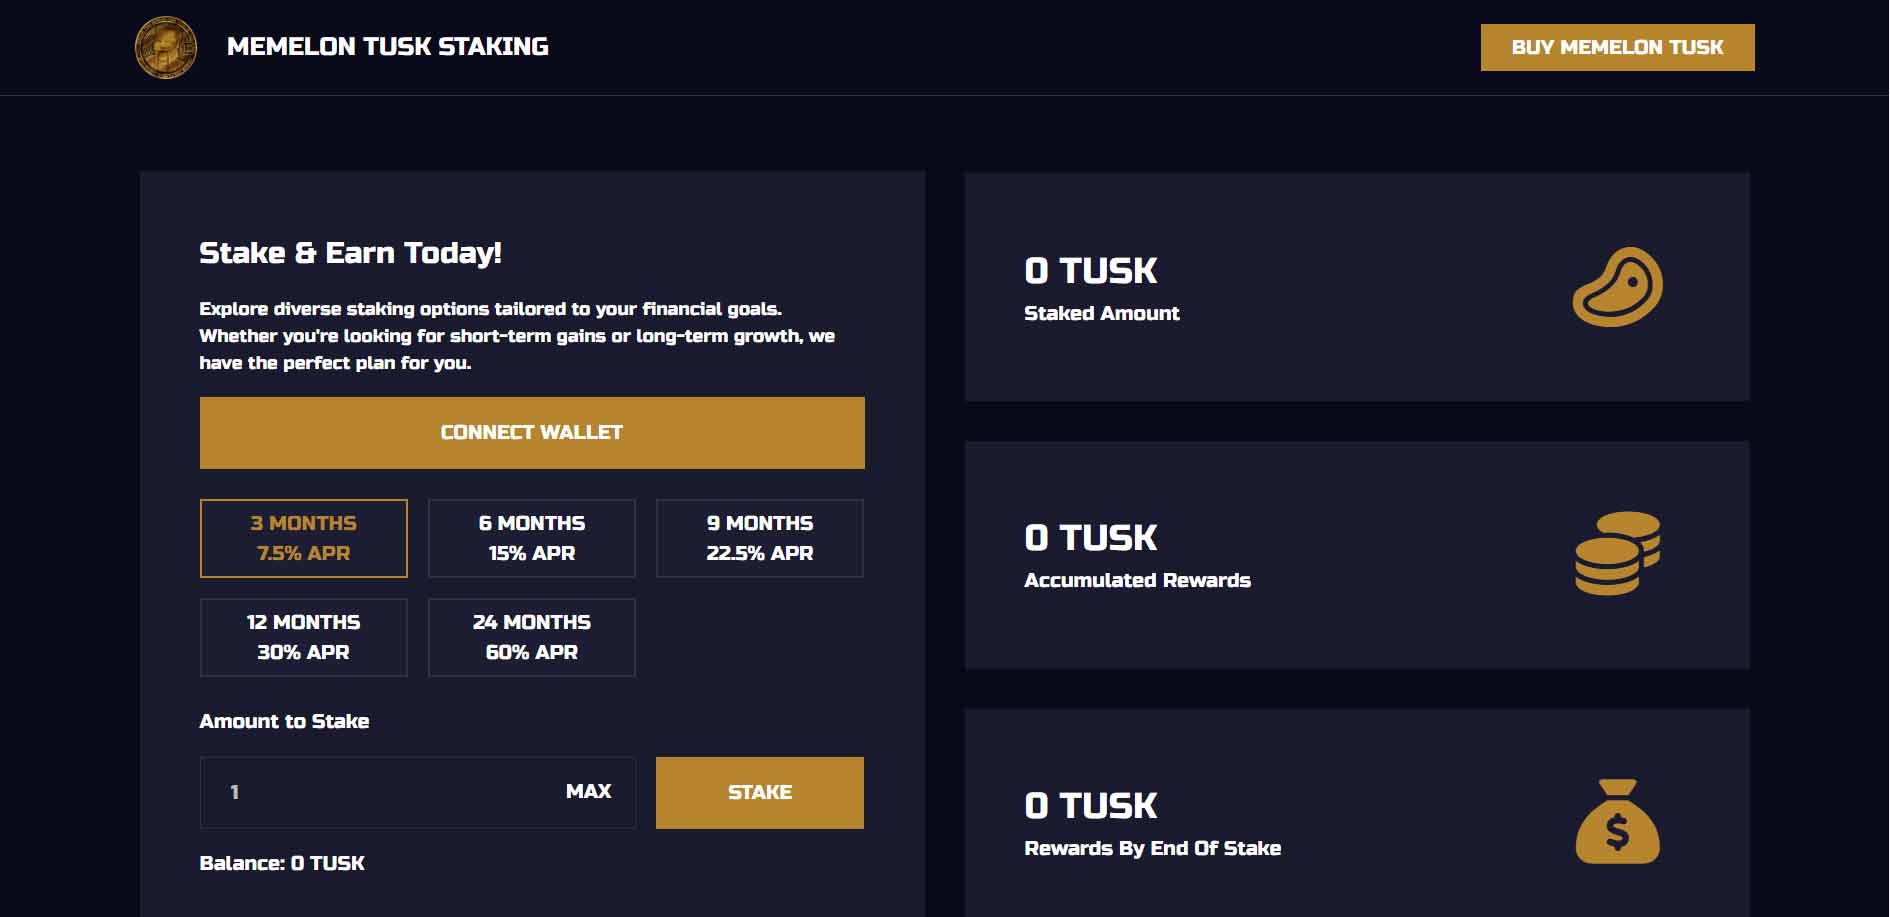 MEMELON TUSK STAKING
BUY MEMELON TUSK
Stake & Earn Today!
Explore diverse staking options tailored to your financial goals.
Whether you're looking for short-term gains or long-term growth, we
have the perfect plan for you.
CONNECT WALLET
3 MONTHS
7.5% APR
6 MONTHS
15% APR
9 MONTHS
22.5% APR
12 MONTHS
30% APR
24 MONTHS
60% APR
Amount to Stake
1
MAX
STAKE
Balance: 0 TUSK
0 TUSK
Staked Amount
0 TUSK
Accumulated Rewards
0 TUSK
Rewards By End Of Stake
$